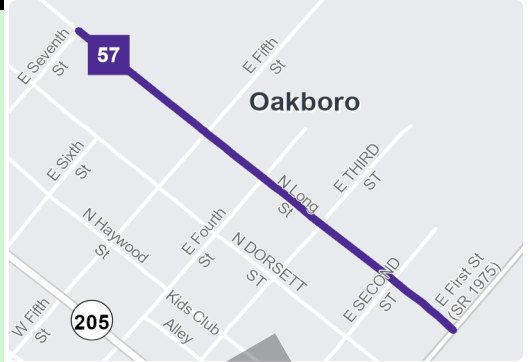 57
E Seventh
St
E Fifth
St
Oakboro
E Sixth
St
N Long
St
E THIRD
ST
N Haywood
St
E Fourth
St
N DORSETT
ST
E SECOND
ST
E First St
(SR 1975)
W Fifth
St
205
Kids Club
Alley